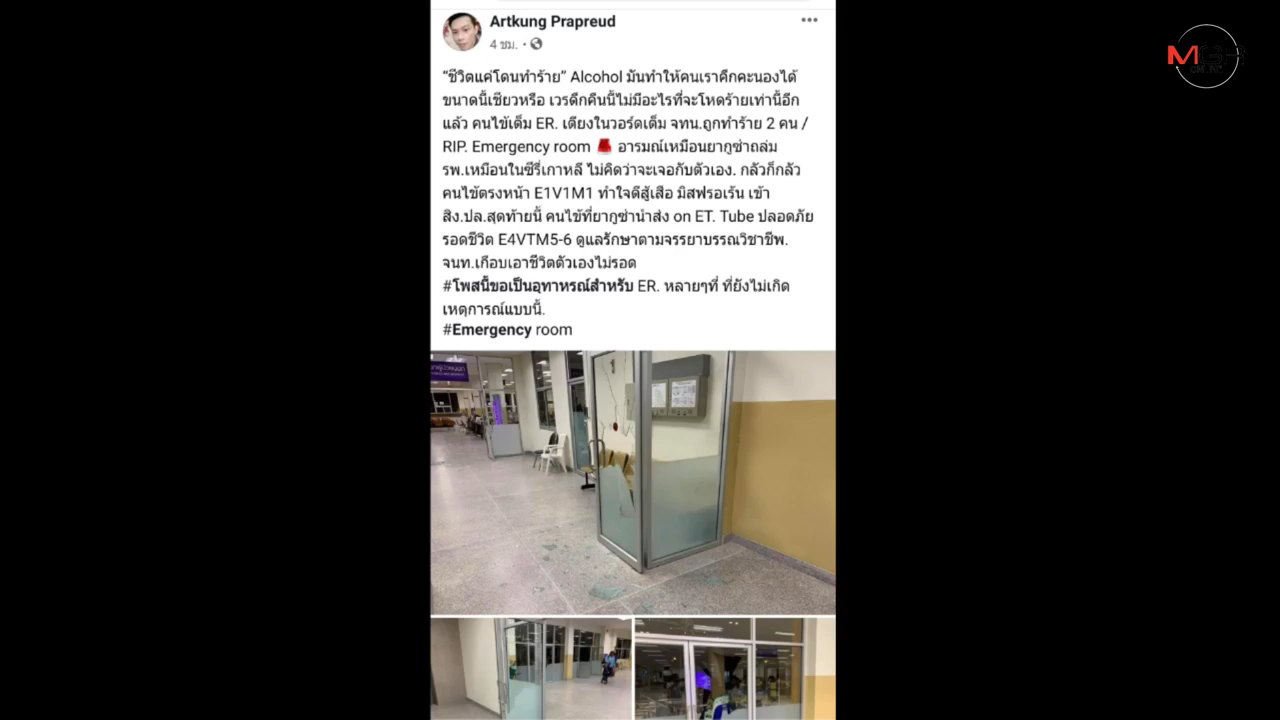 Artkung Prapreud
4 ชม.
“ชีวิตแค่โดนทำร้าย” Alcohol มันทำให้คนเราคึกคะนองได้
ขนาดนี้เชียวหรือ เวรดึกคืนนี้ไม่มีอะไรที่จะโหดร้ายเท่านี้อีก
แล้ว คนไข้เต็ม ER. เตียงในวอร์ดเต็ม จทน.ถูกทำร้าย 2 คน /
RIP. Emergency room 🚨 อารมณ์เหมือนยากูซ่าถล่ม
รพ.เหมือนในซีรี่เกาหลี ไม่คิดว่าจะเจอกับตัวเอง. กลัวก็กลัว
คนไข้ตรงหน้า E1V1M1 ทำใจดีสู้เสือ มิสฟรอเร้น เข้า
สิง.ปล.สุดท้ายนี้ คนไข้ที่ยากูซ่านำส่ง on ET. Tube ปลอดภัย
รอดชีวิต E4VTM5-6 ดูแลรักษาตามจรรยาบรรณวิชาชีพ.
จนท.เกือบเอาชีวิตตัวเองไม่รอด
#โพสนี้ขอเป็นอุทาหรณ์สำหรับ ER. หลายๆที่ ที่ยังไม่เกิด
เหตุการณ์แบบนี้.
#Emergency room
MGR